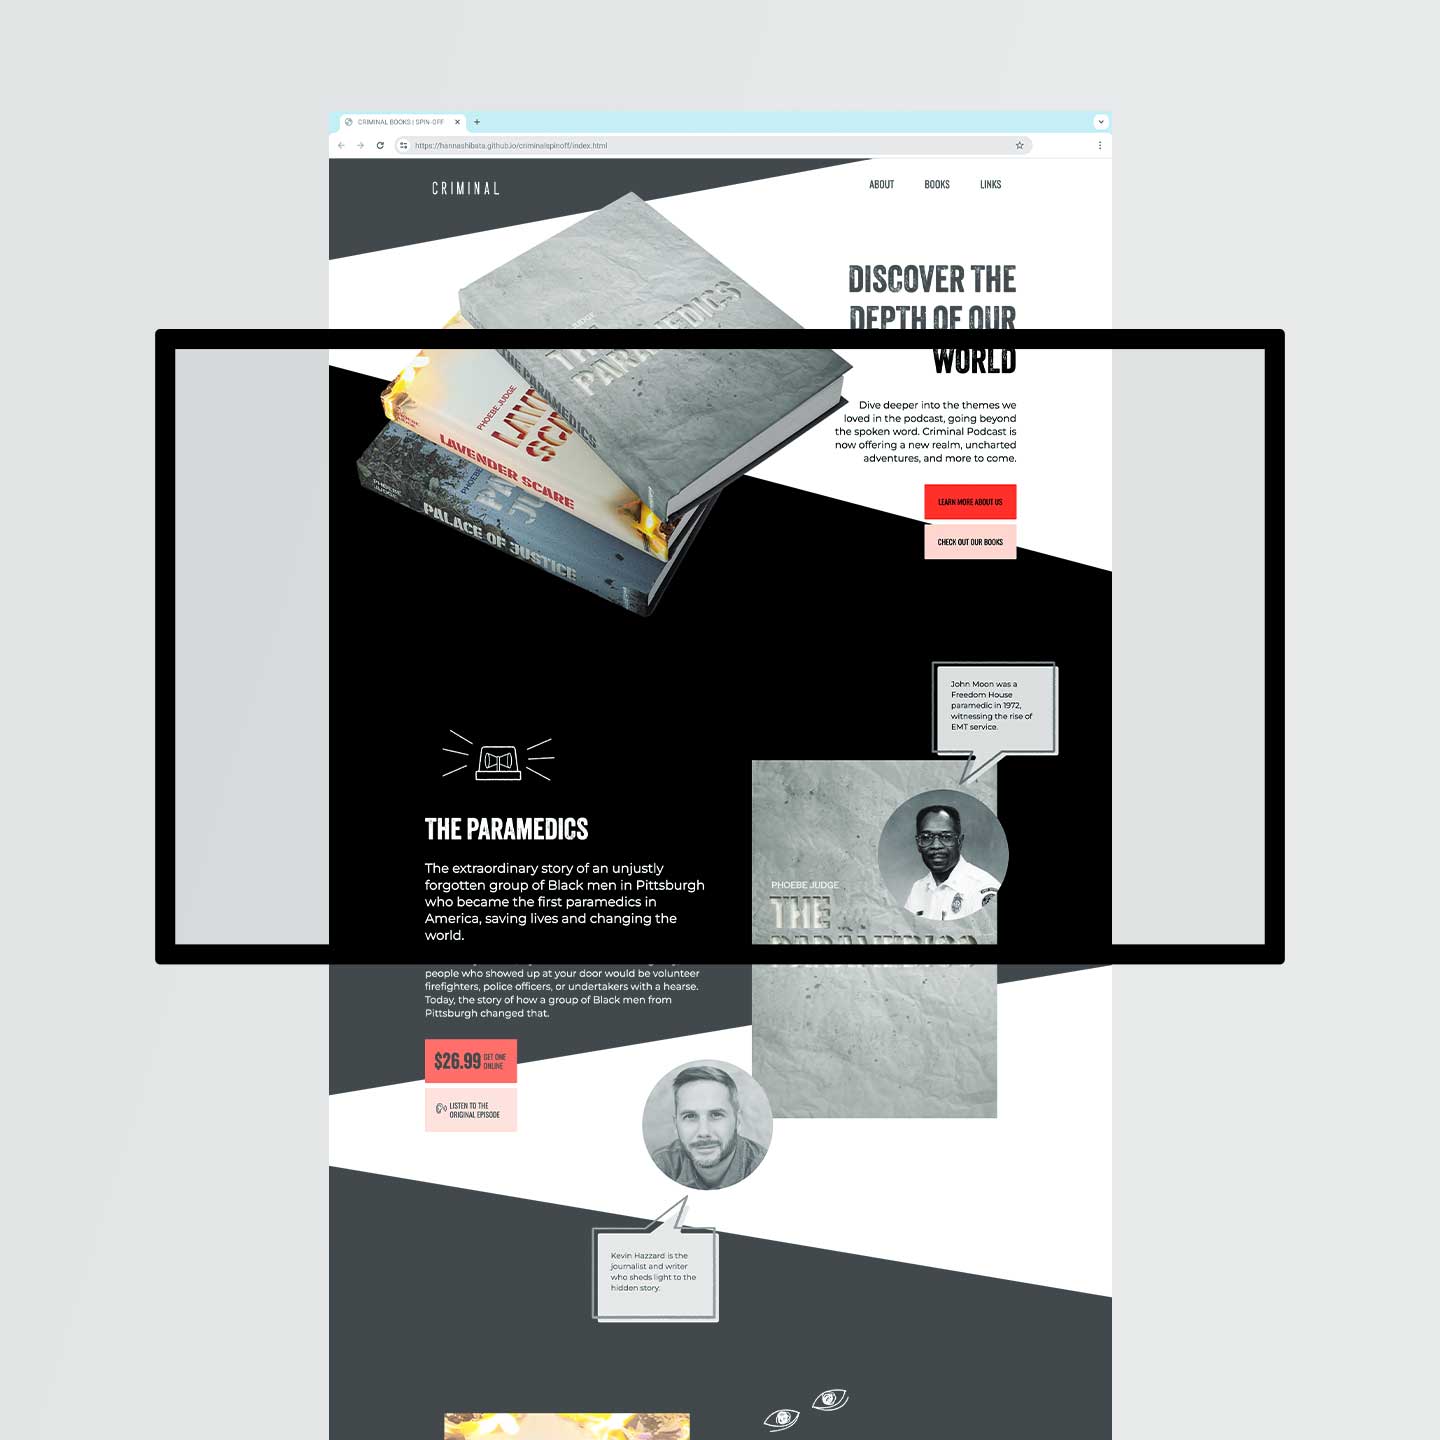 CRIMINAL BOOKS | SPIN-OFF
https://hannashibata.github.io/criminalspinoff/index.html
CRIMINAL
ABOUT BOOKS LINKS
DISCOVER THE
DEPTH OF OUR
WORLD
Dive deeper into the themes we
loved in the podcast, going beyond
the spoken word. Criminal Podcast is
now offering a new realm, uncharted
adventures, and more to come.
LEARN MORE ABOUT US
CHECK OUT OUR BOOKS
THE
PARAMEDICS
THE PARAMEDICS
PHOEBE JUDGE
LAVENDER SCARE
PHOEBE
JUDGE
PALACE OF JUSTICE
John Moon was a
Freedom House
paramedic in 1972,
witnessing the rise of
EMT service.
THE PARAMEDICS
The extraordinary story of an unjustly
forgotten group of Black men in Pittsburgh
who became the first paramedics in
America, saving lives and changing the
world.
people who showed up at your door would be volunteer
firefighters, police officers, or undertakers with a hearse.
Today, the story of how a group of Black men from
Pittsburgh changed that.
PHOEBE JUDGE
THE
PARAMEDICS
$26.99 GET ONE
ONLINE
LISTEN TO THE
ORIGINAL EPISODE
Kevin Hazzard is the
journalist and writer
who sheds light to the
hidden story.